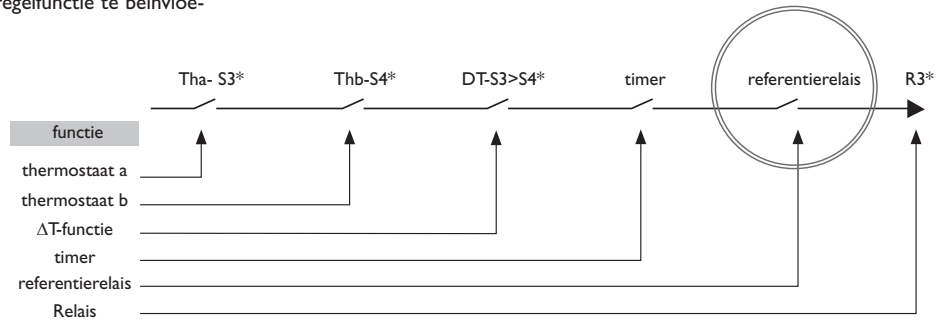 regelfunctie te beïnvloe-
Tha- S3* Thb-S4* DT-S3>S4* timer referentierelais R3*
functie
thermostaat a
thermostaat b
ΔT-functie
timer
referentierelais
Relais